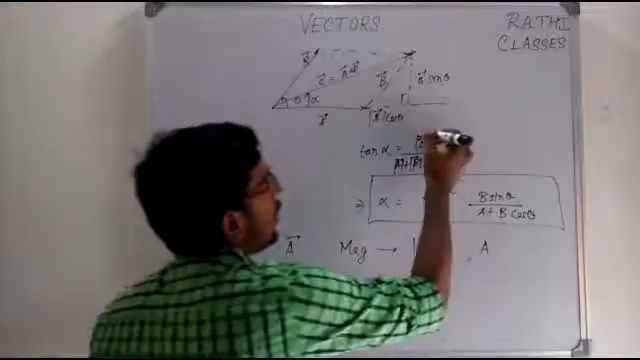 VECTORS
RATHI
CLASSES
B⃗
θ α
B⃗
B⃗ sinθ
A⃗
|B⃗|cosθ
tan α =
⇒ α = B sinθ / A + B cosθ
A⃗ Mag → | , A